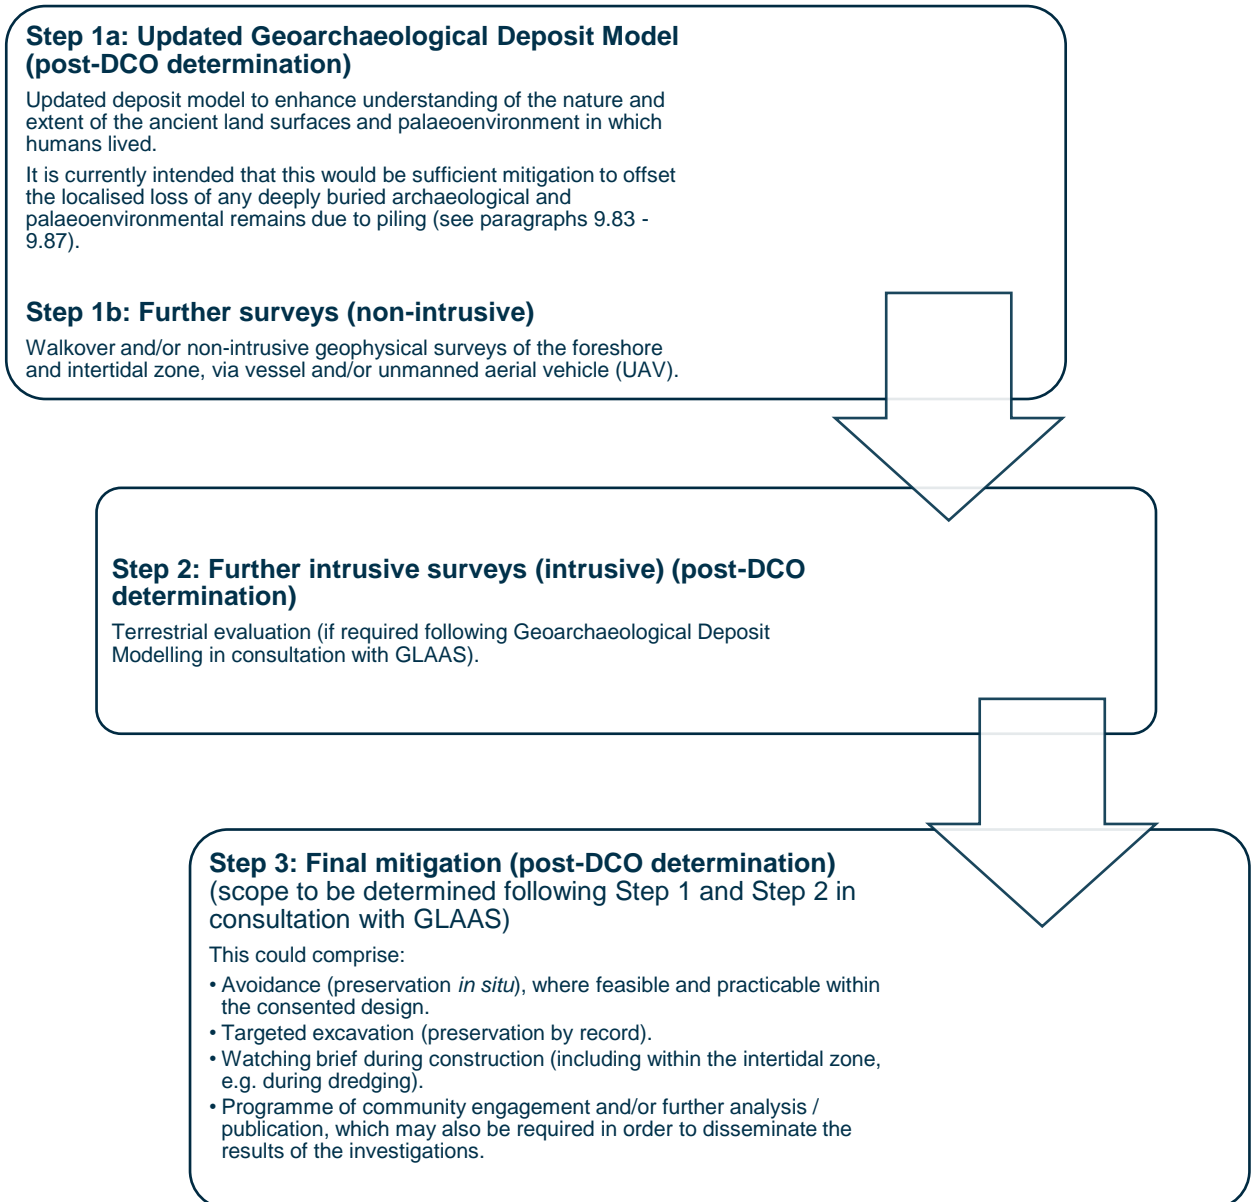 Step 1a: Updated Geoarchaeological Deposit Model
(post-DCO determination)
Updated deposit model to enhance understanding of the nature and
extent of the ancient land surfaces and palaeoenvironment in which
humans lived.
It is currently intended that this would be sufficient mitigation to offset
the localised loss of any deeply buried archaeological and
palaeoenvironmental remains due to piling (see paragraphs 9.83 -
9.87).
Step 1b: Further surveys (non-intrusive)
Walkover and/or non-intrusive geophysical surveys of the foreshore
and intertidal zone, via vessel and/or unmanned aerial vehicle (UAV).
Step 2: Further intrusive surveys (intrusive) (post-DCO
determination)
Terrestrial evaluation (if required following Geoarchaeological Deposit
Modelling in consultation with GLAAS).
Step 3: Final mitigation (post-DCO determination)
(scope to be determined following Step 1 and Step 2 in
consultation with GLAAS)
This could comprise:
• Avoidance (preservation in situ), where feasible and practicable within
the consented design.
• Targeted excavation (preservation by record).
• Watching brief during construction (including within the intertidal zone,
e.g. during dredging).
• Programme of community engagement and/or further analysis /
publication, which may also be required in order to disseminate the
results of the investigations.